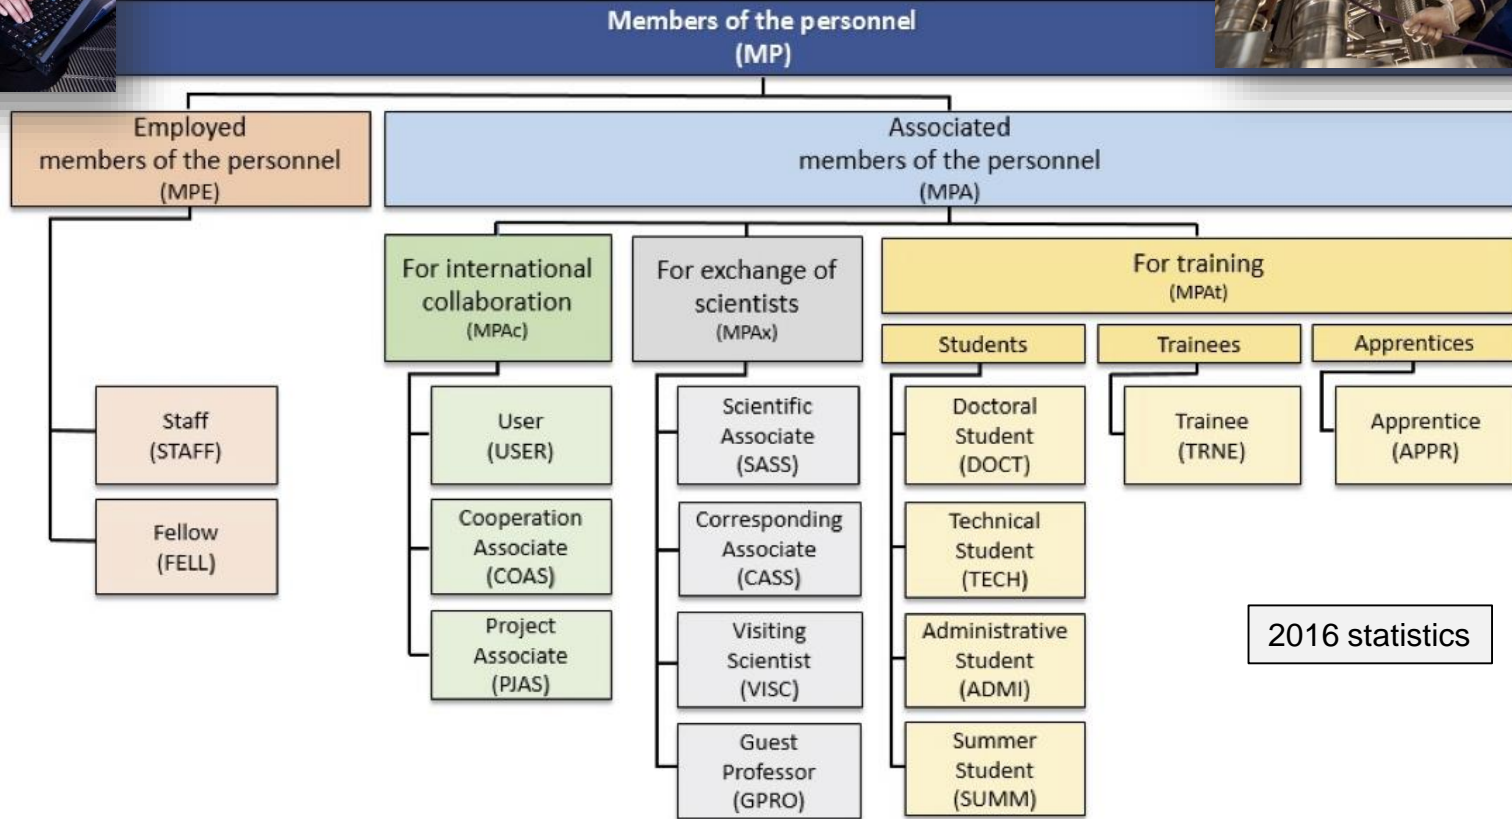 Members of the personnel
(MP)
Employed
members of the personnel
(MPE)
Associated
members of the personnel
(MPA)
For international
collaboration
(MPAc)
For exchange of
scientists
(MPAx)
For training
(MPAt)
Students
Trainees
Apprentices
Staff
(STAFF)
Fellow
(FELL)
User
(USER)
Cooperation
Associate
(COAS)
Project
Associate
(PJAS)
Scientific
Associate
(SASS)
Corresponding
Associate
(CASS)
Visiting
Scientist
(VISC)
Guest
Professor
(GPRO)
Doctoral
Student
(DOCT)
Technical
Student
(TECH)
Administrative
Student
(ADMI)
Summer
Student
(SUMM)
Trainee
(TRNE)
Apprentice
(APPR)
2016 statistics